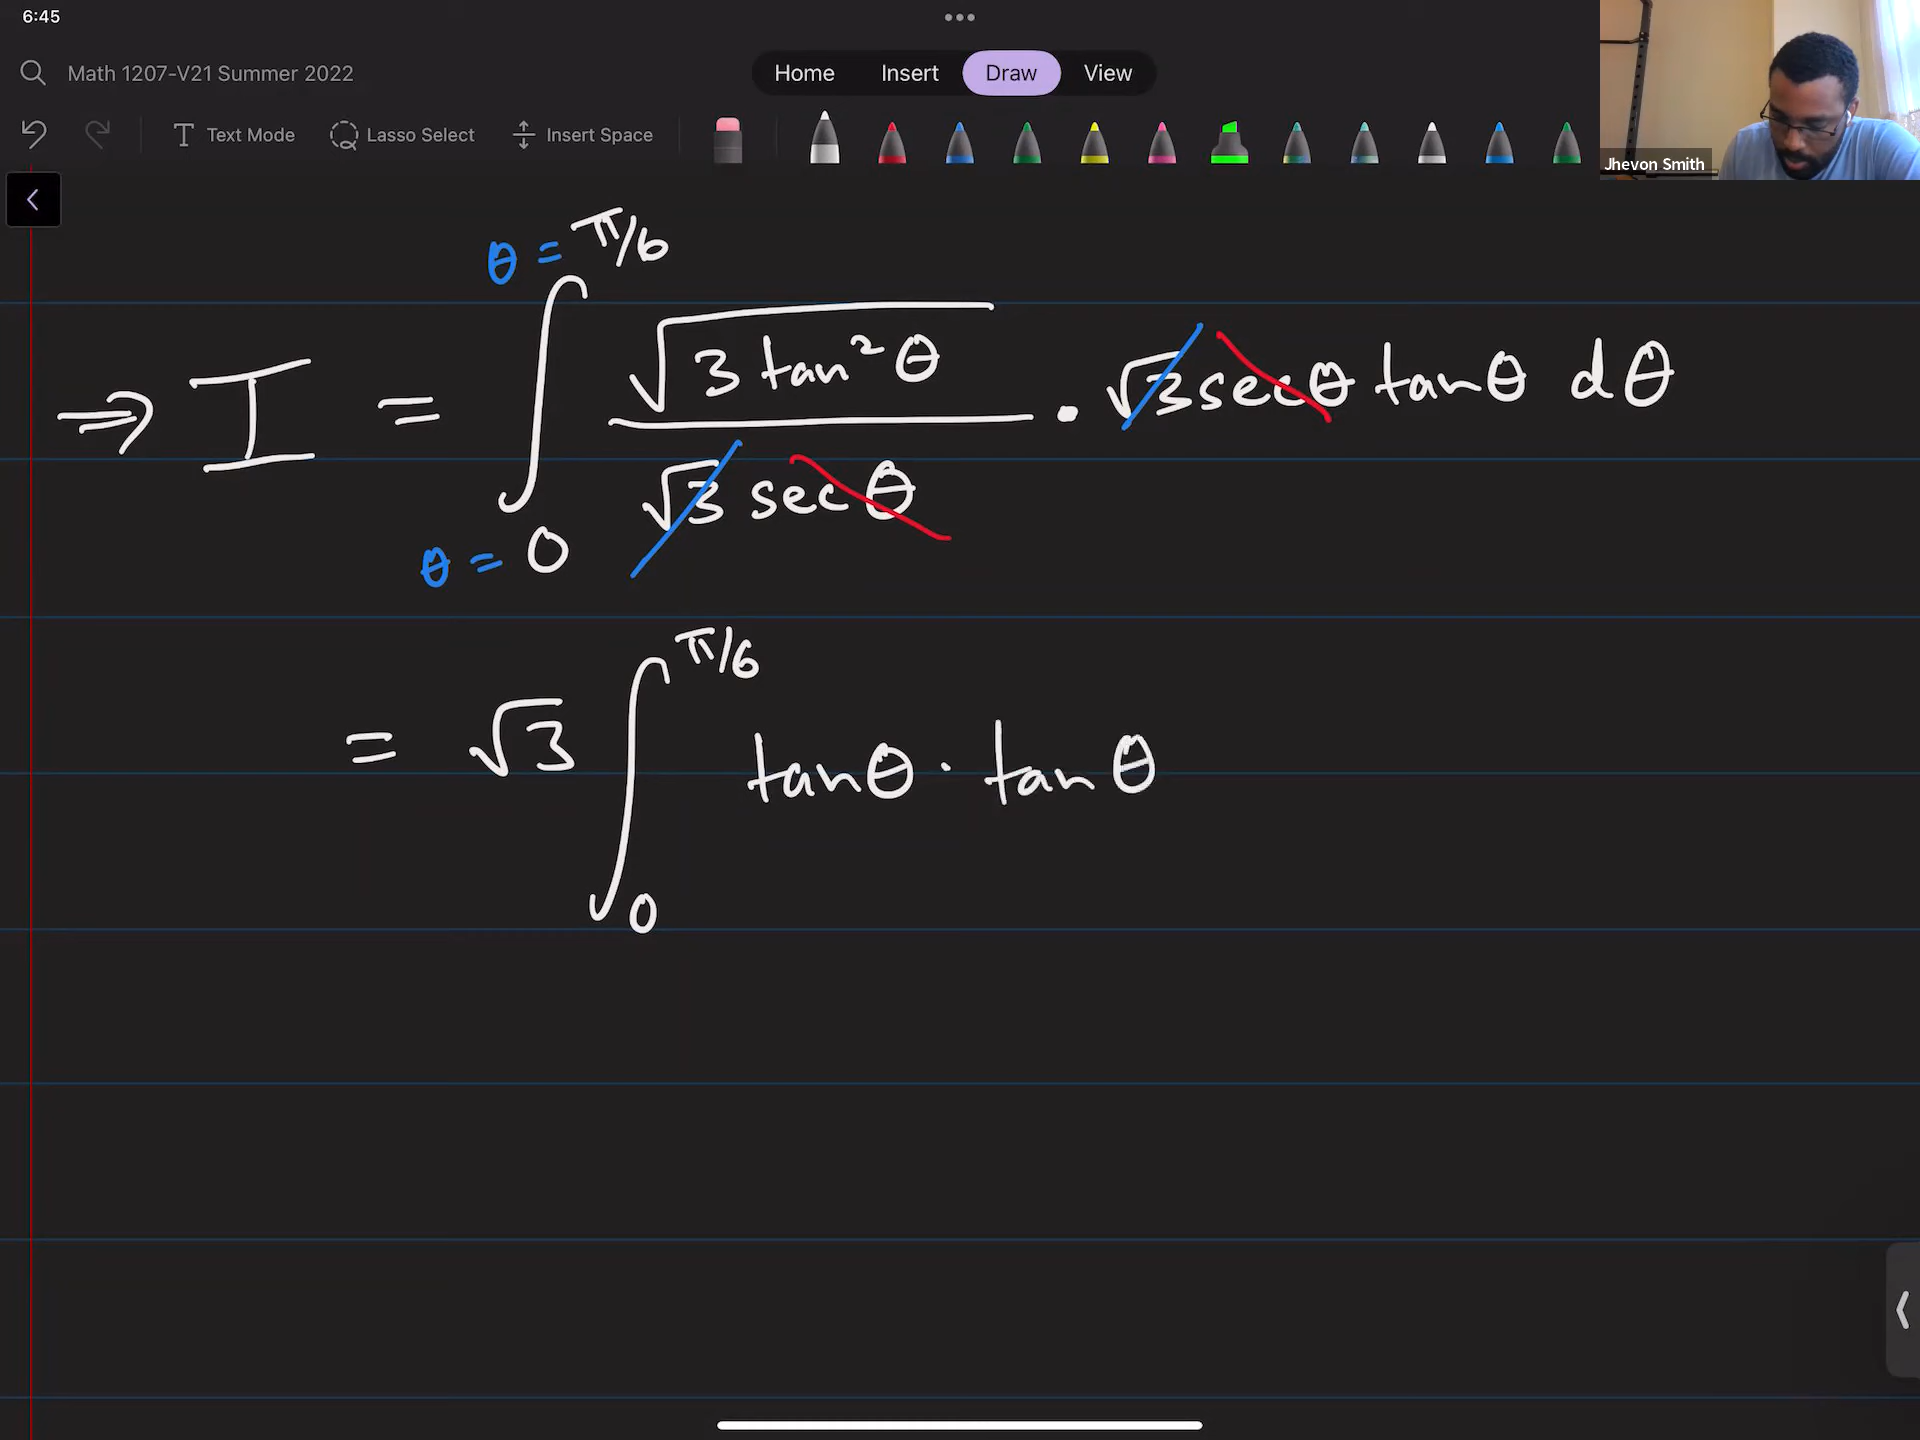 6:45
Math 1207-V21 Summer 2022
Home Insert Draw View
Text Mode Lasso Select Insert Space
Jhevon Smith
θ = π/6
⇒ I = ∫ √(3 tan²θ) / (√3 secθ) · √3 secθ tanθ dθ
θ = 0
π/6
= √3 ∫ tanθ · tanθ
0